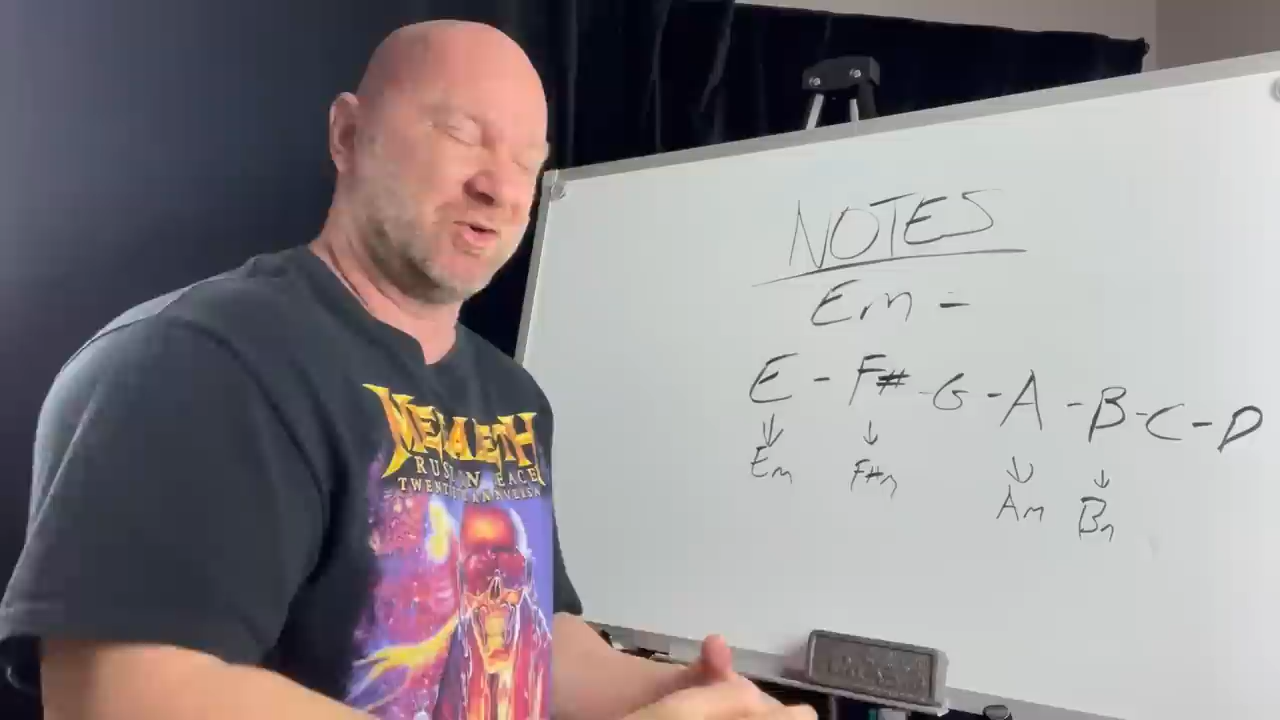 NOTES
Em =
E - F# - G - A - B - C - D
↓ ↓ ↓ ↓
Em F#m Am Bm
MEGADETH
RUST IN PEACE